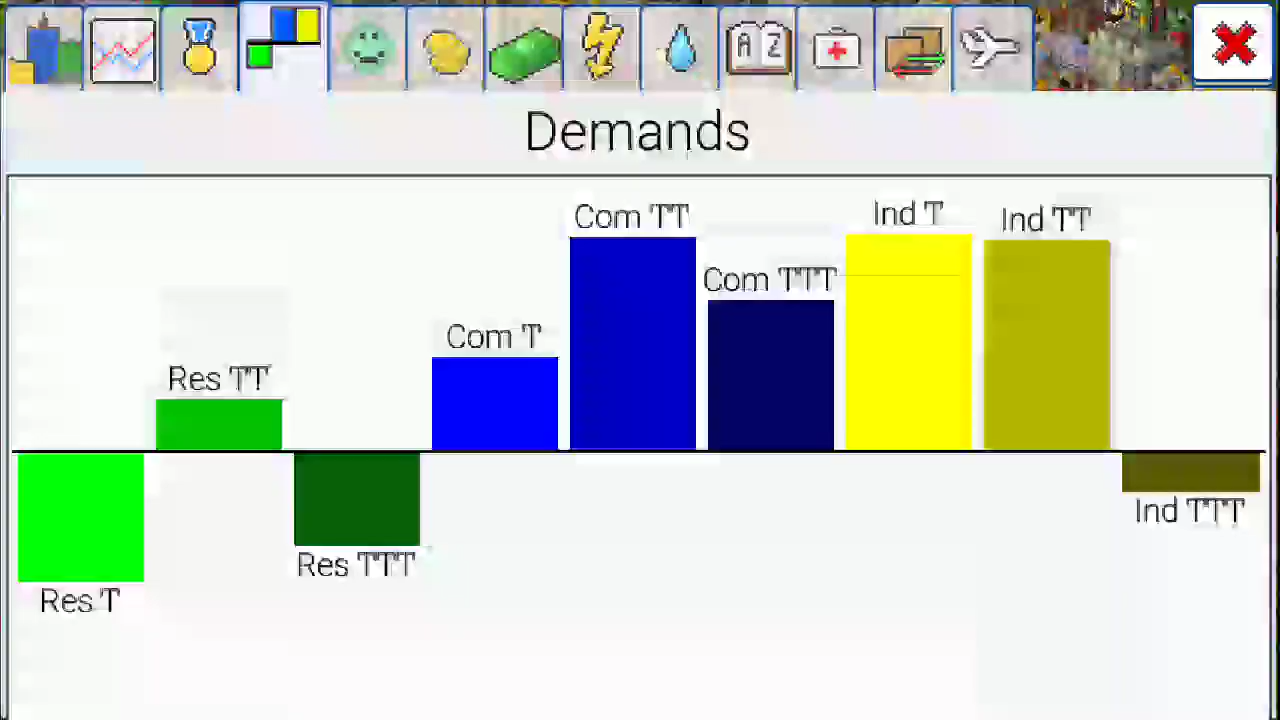 A Z
Demands
Com TT
Ind T
Ind TT
Com TTT
Com T
Res TT
Ind TTT
Res TTT
Res T